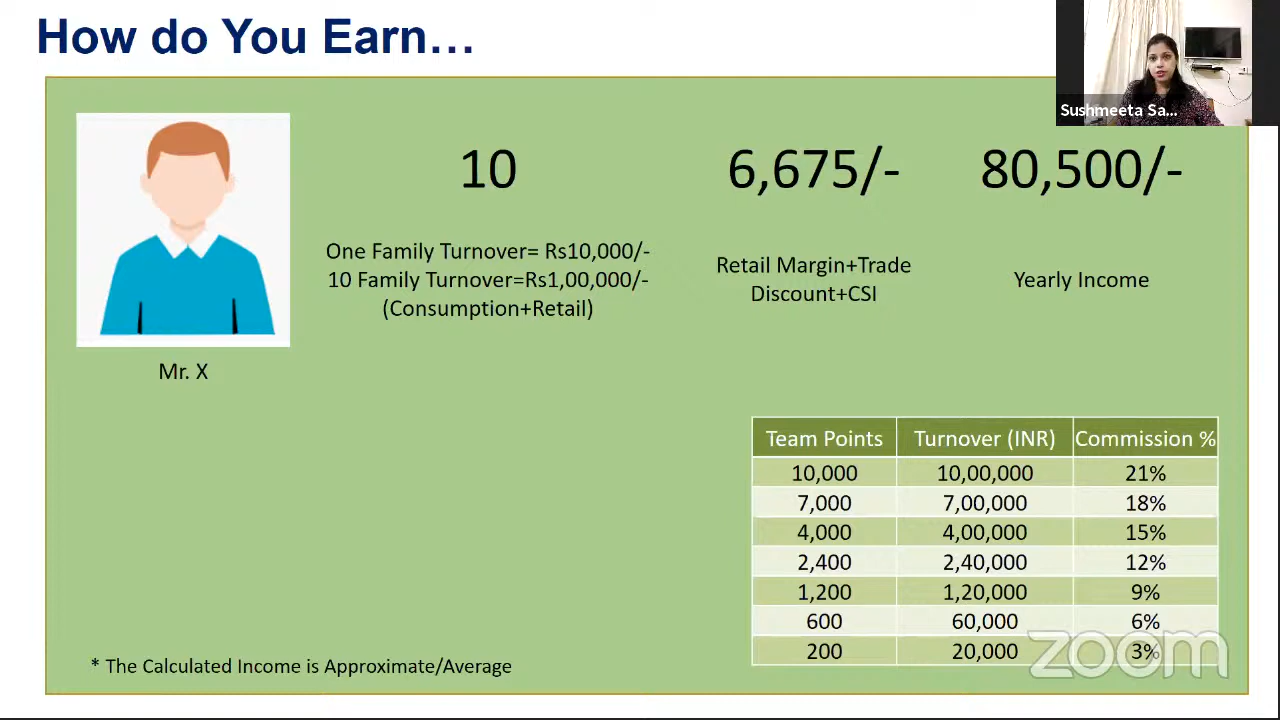 How do You Earn...
Sushmeeta Sa...
10
6,675/-
80,500/-
One Family Turnover= Rs10,000/-
10 Family Turnover=Rs1,00,000/-
(Consumption+Retail)
Retail Margin+Trade
Discount+CSI
Yearly Income
Mr. X
Team Points Turnover (INR) Commission %
10,000 10,00,000 21%
7,000 7,00,000 18%
4,000 4,00,000 15%
2,400 2,40,000 12%
1,200 1,20,000 9%
600 60,000 6%
200 20,000 3%
* The Calculated Income is Approximate/Average
zoom